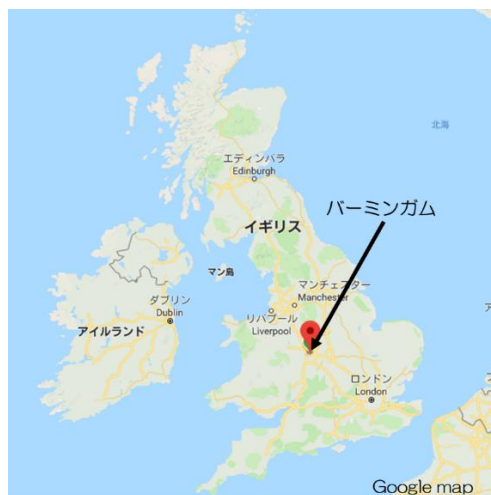 北海
エディンバラ
Edinburgh
バーミンガム
イギリス
マン島
マンチェスター
Manchester
ダブリン
Dublin
リバプール
Liverpool
アイルランド
ロンドン
London
Google map